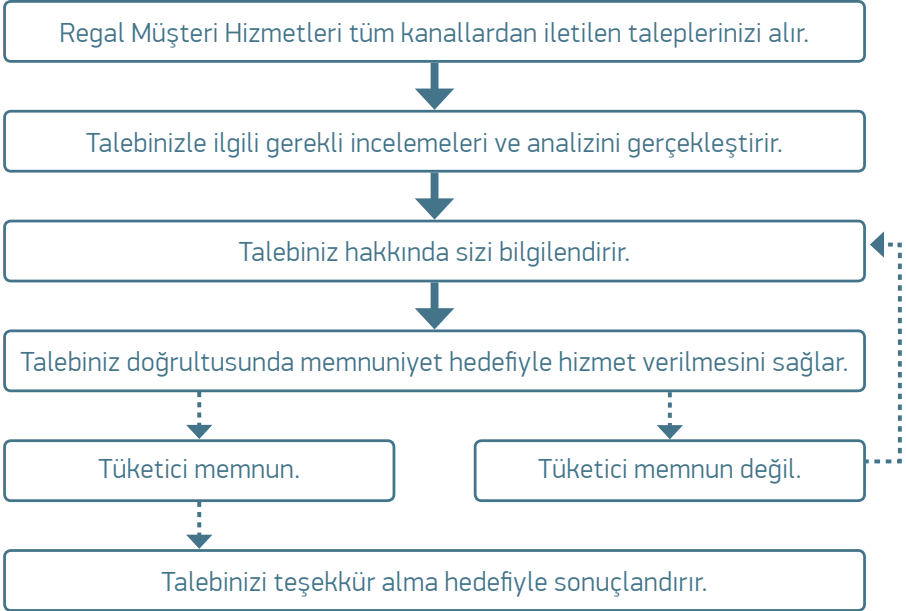 Regal Müşteri Hizmetleri tüm kanallardan iletilen taleplerinizi alır.
Talebinizle ilgili gerekli incelemeleri ve analizini gerçekleştirir.
Talebiniz hakkında sizi bilgilendirir.
Talebiniz doğrultusunda memnuniyet hedefiyle hizmet verilmesini sağlar.
Tüketici memnun.
Tüketici memnun değil.
Talebinizi teşekkür alma hedefiyle sonuçlandırır.